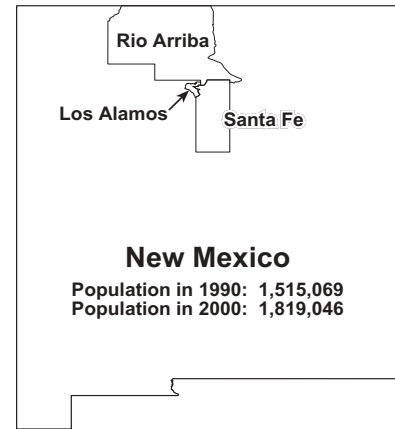 Rio Arriba
Los Alamos
Santa Fe
New Mexico
Population in 1990: 1,515,069
Population in 2000: 1,819,046